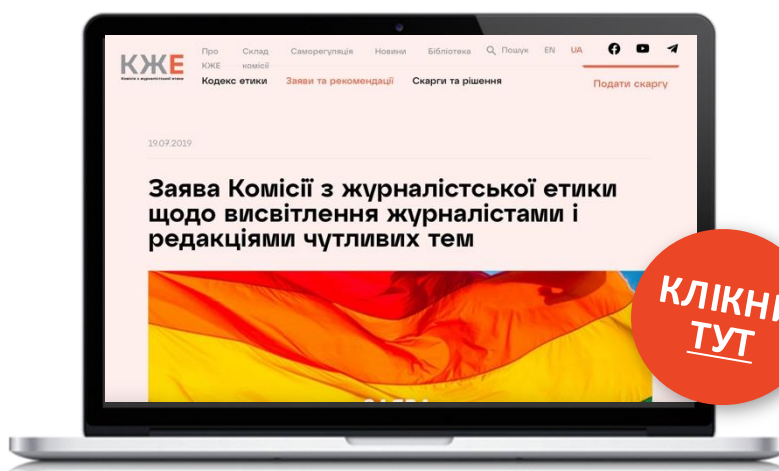 КЖЕ
Комісія з журналістської етики
Про КЖЕ
Склад комісії
Саморегуляція
Новини
Бібліотека
Пошук
EN
UA
Кодекс етики
Заяви та рекомендації
Скарги та рішення
Подати скаргу
19.07.2019
Заява Комісії з журналістської етики
щодо висвітлення журналістами і
редакціями чутливих тем
КЛІКНИ
ТУТ